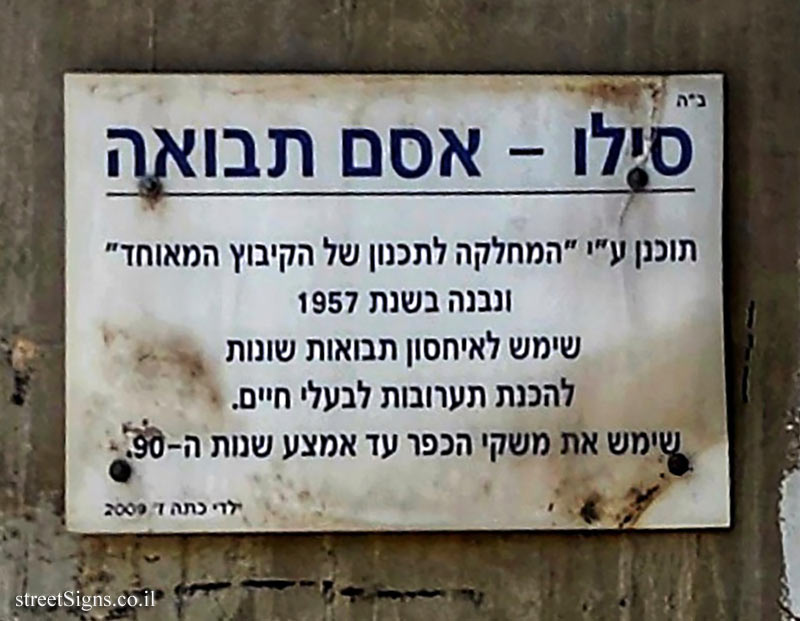 ב"ה
סילו – אסם תבואה
תוכנן ע"י "המחלקה לתכנון של הקיבוץ המאוחד"
ונבנה בשנת 1957
שימש לאיחסון תבואות שונות
להכנת תערובות לבעלי חיים.
שימש את משקי הכפר עד אמצע שנות ה-90.
ילדי כתה ד' 2009
streetSigns.co.il